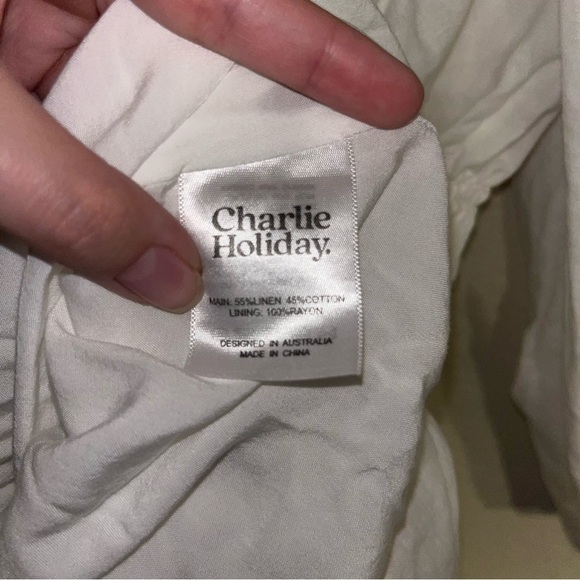 Charlie
Holiday.
MAIN: 55%LINEN 45%COTTON
LINING: 100%RAYON
DESIGNED IN AUSTRALIA
MADE IN CHINA